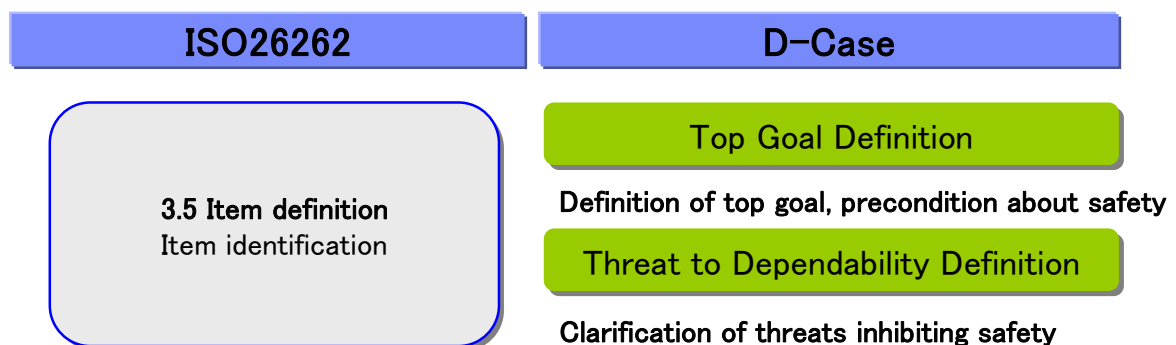 ISO26262
D-Case
3.5 Item definition
Item identification
Top Goal Definition
Definition of top goal, precondition about safety
Threat to Dependability Definition
Clarification of threats inhibiting safety